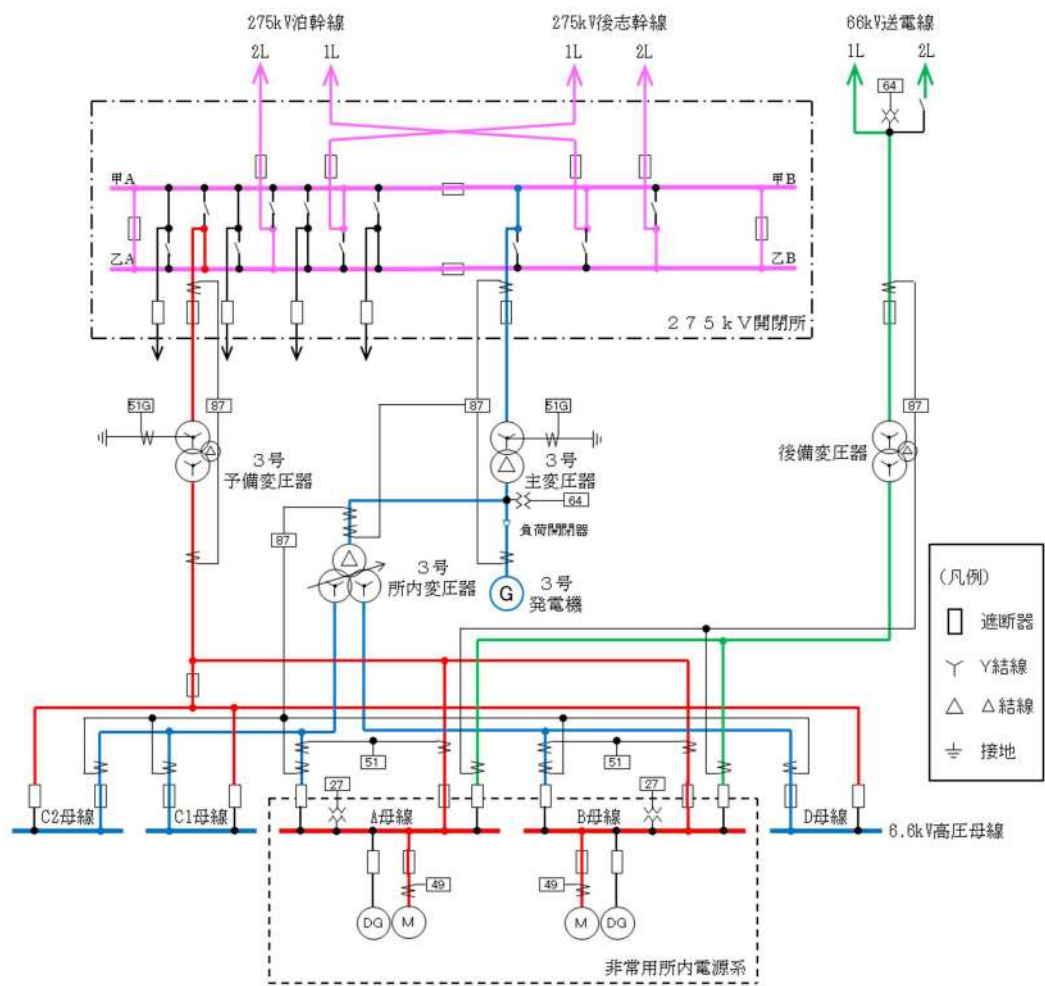 275kV泊幹線
275kV後志幹線
66kV送電線
2L
1L
1L
2L
1L
2L
64
甲A
甲B
乙A
乙B
275kV開閉所
51G
87
87
51G
87
3号
予備変圧器
3号
主変圧器
後備変圧器
64
87
負荷開閉器
3号
所内変圧器
G
3号
発電機
(凡例)
遮断器
Y結線
△結線
接地
51
51
27
27
C2母線
C1母線
A母線
B母線
D母線
6.6kV高圧母線
49
49
DG
M
M
DG
非常用所内電源系